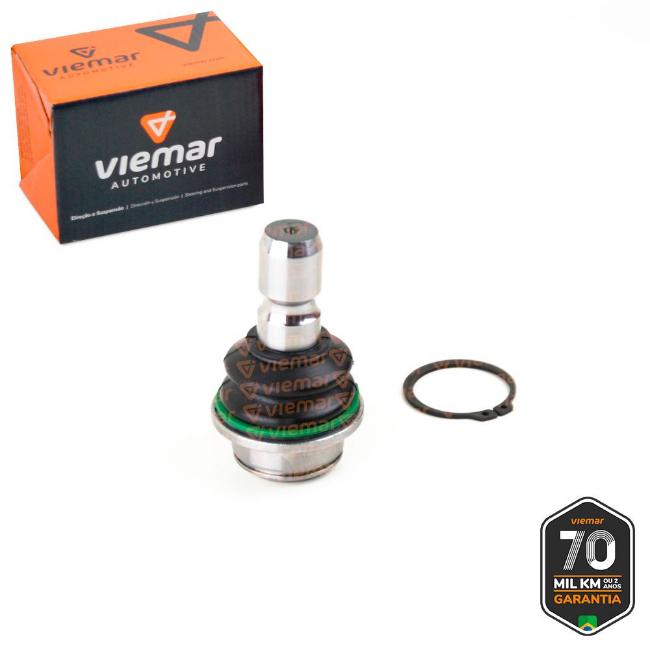 viemar
AUTOMOTIVE
viemar
AUTOMOTIVE
Direção e Suspensão | Dirección y Suspensión | Steering and Suspension parts
viemar
viemar
viemar
viemar
70
MIL KM OU 2 ANOS
GARANTIA